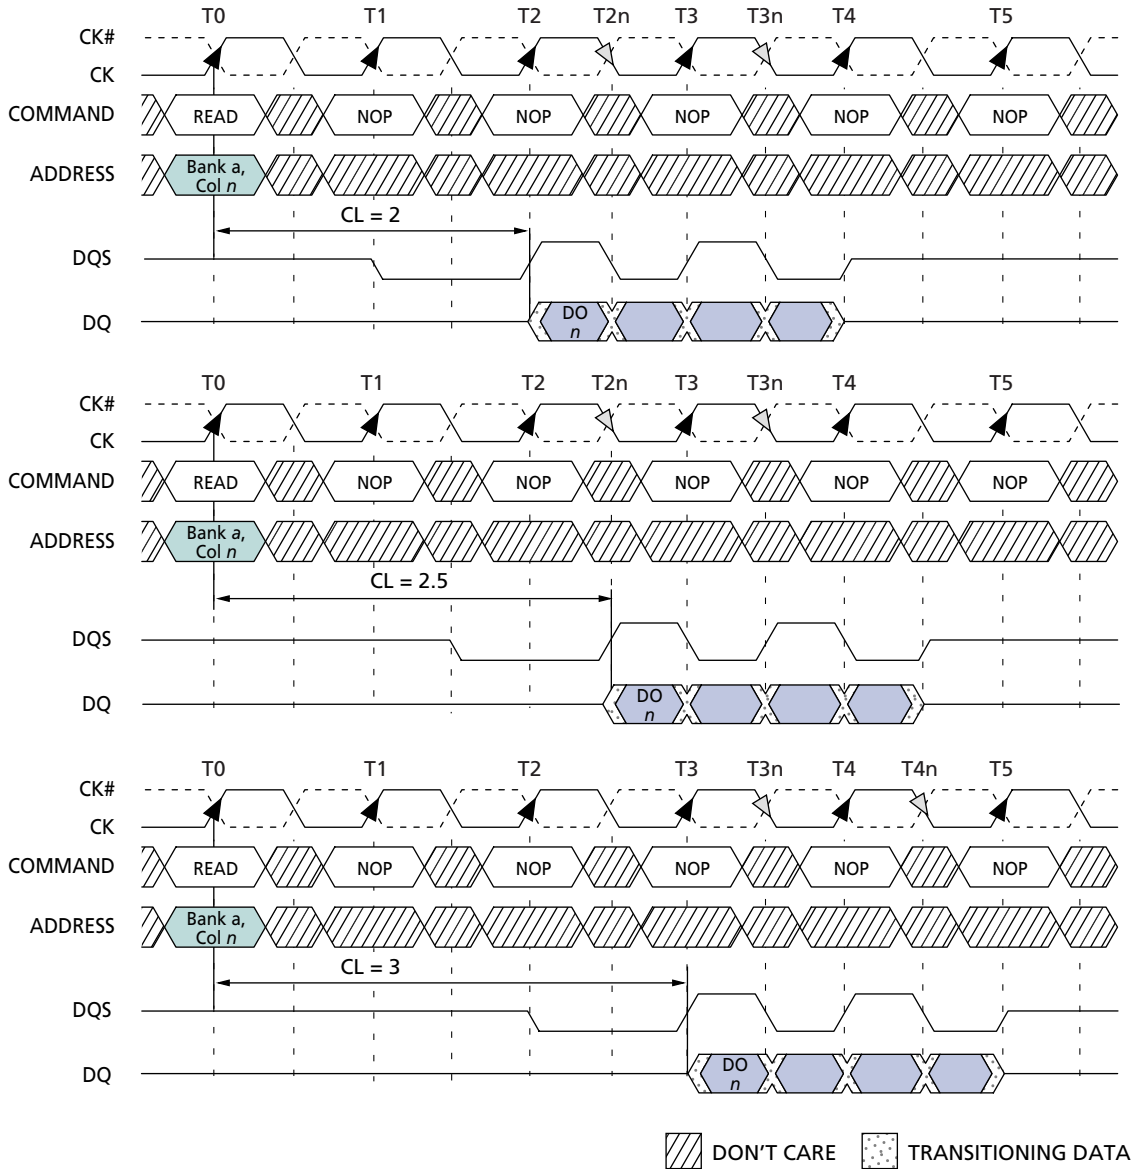 T0 T1 T2 T2n T3 T3n T4 T5
CK#
CK
COMMAND READ NOP NOP NOP NOP NOP
ADDRESS Bank a,
Col n
CL = 2
DQS
DQ DO
n
T0 T1 T2 T2n T3 T3n T4 T5
CK#
CK
COMMAND READ NOP NOP NOP NOP NOP
ADDRESS Bank a,
Col n
CL = 2.5
DQS
DQ DO
n
T0 T1 T2 T3 T3n T4 T4n T5
CK#
CK
COMMAND READ NOP NOP NOP NOP NOP
ADDRESS Bank a,
Col n
CL = 3
DQS
DQ DO
n
DON'T CARE TRANSITIONING DATA